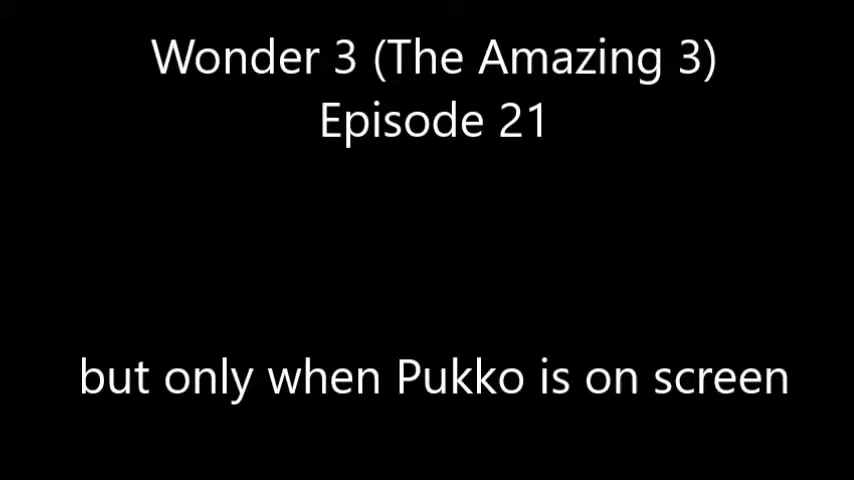 Wonder 3 (The Amazing 3)
Episode 21
but only when Pukko is on screen